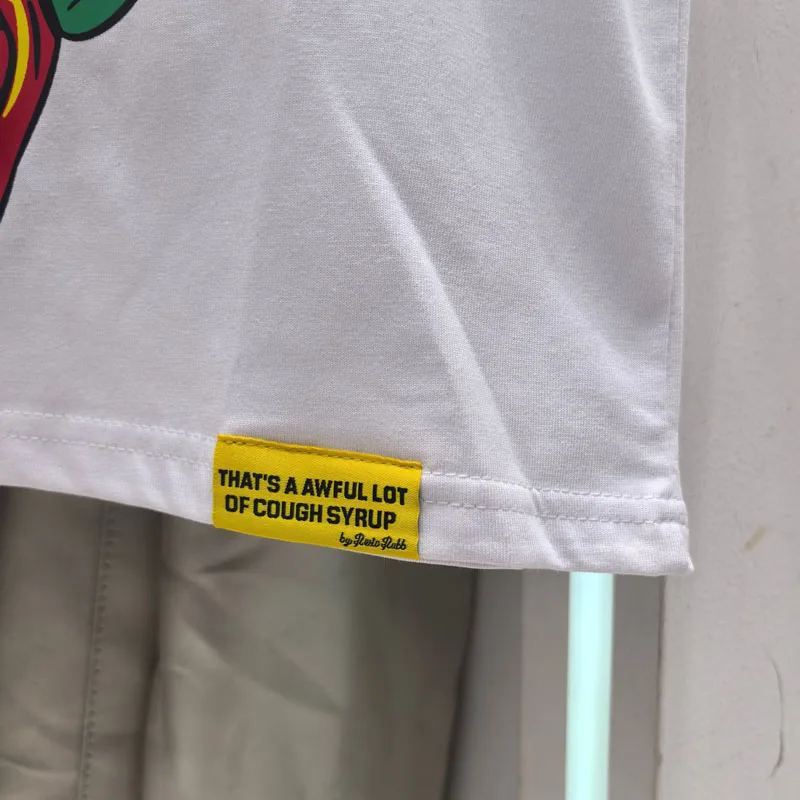 THAT'S A AWFUL LOT
OF COUGH SYRUP
by